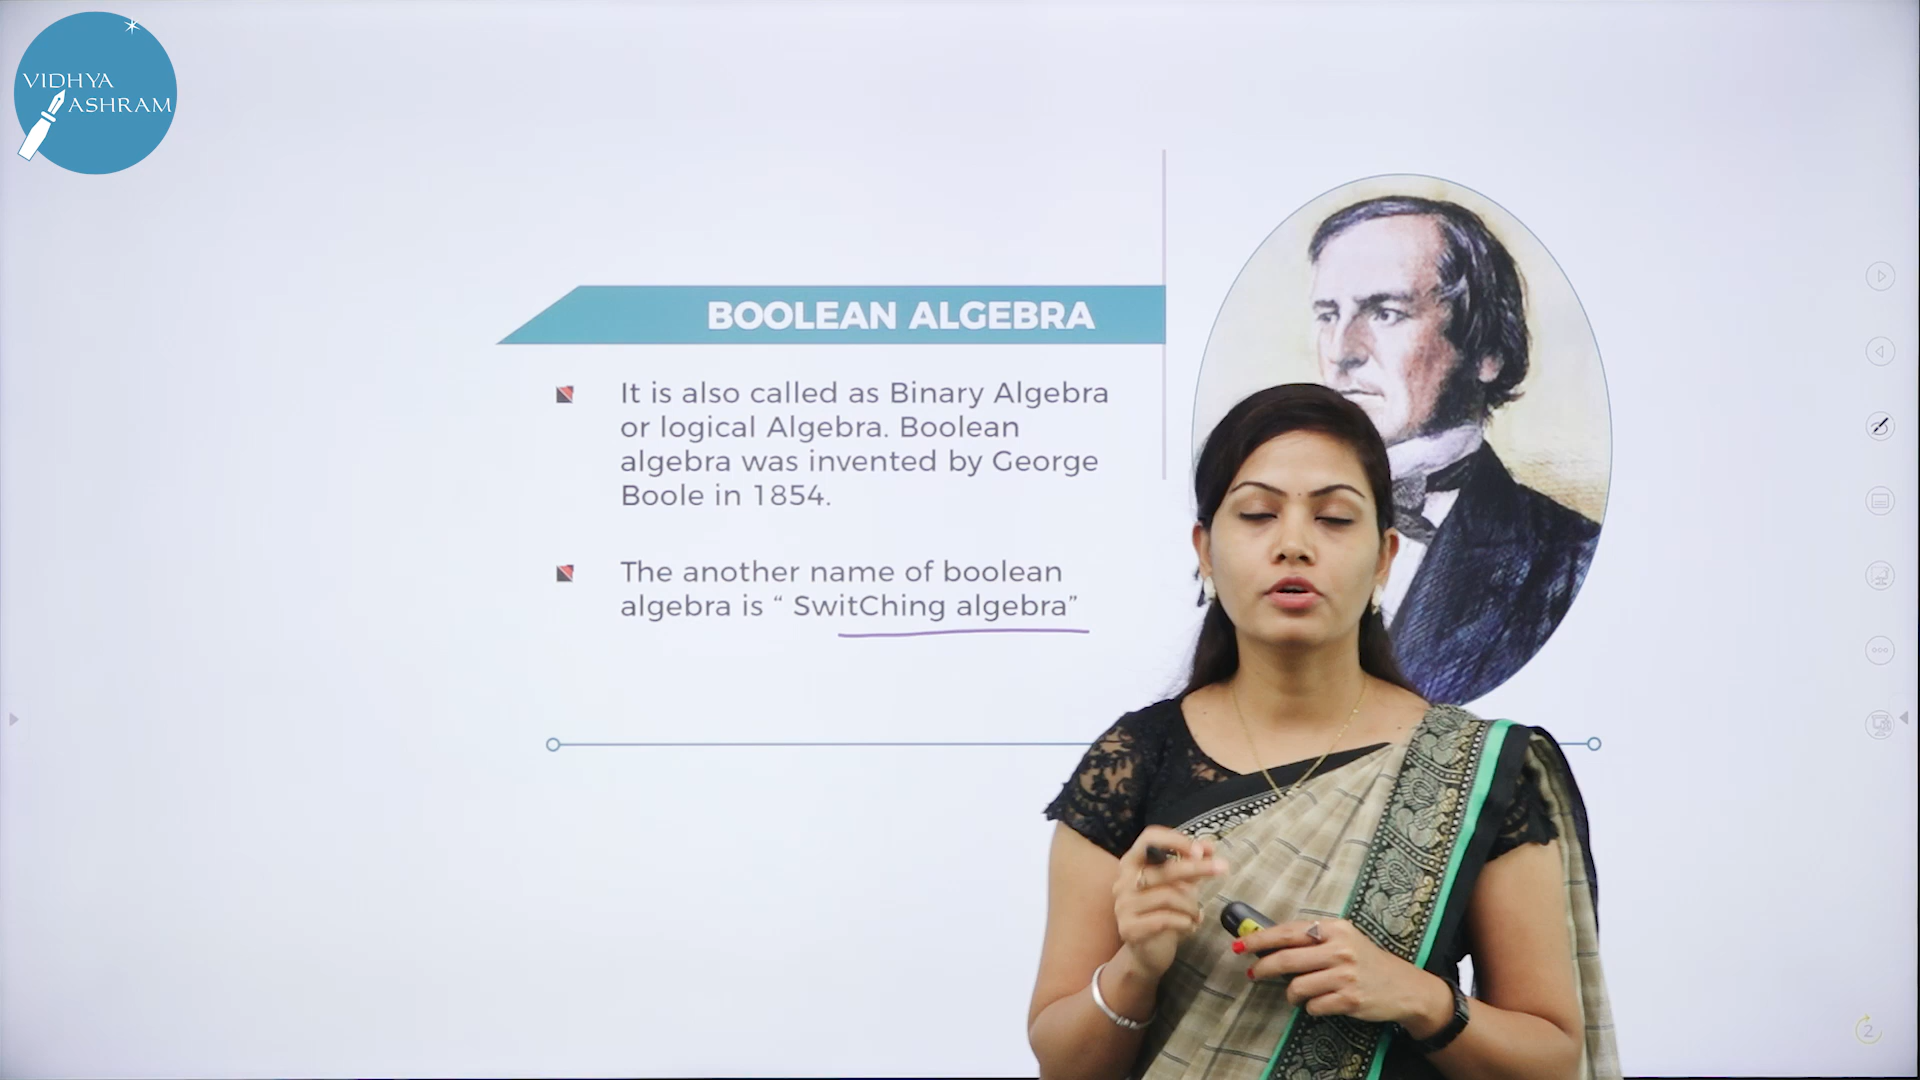 VIDHYA
ASHRAM
BOOLEAN ALGEBRA
It is also called as Binary Algebra
or logical Algebra. Boolean
algebra was invented by George
Boole in 1854.
The another name of boolean
algebra is “ SwitChing algebra”
2